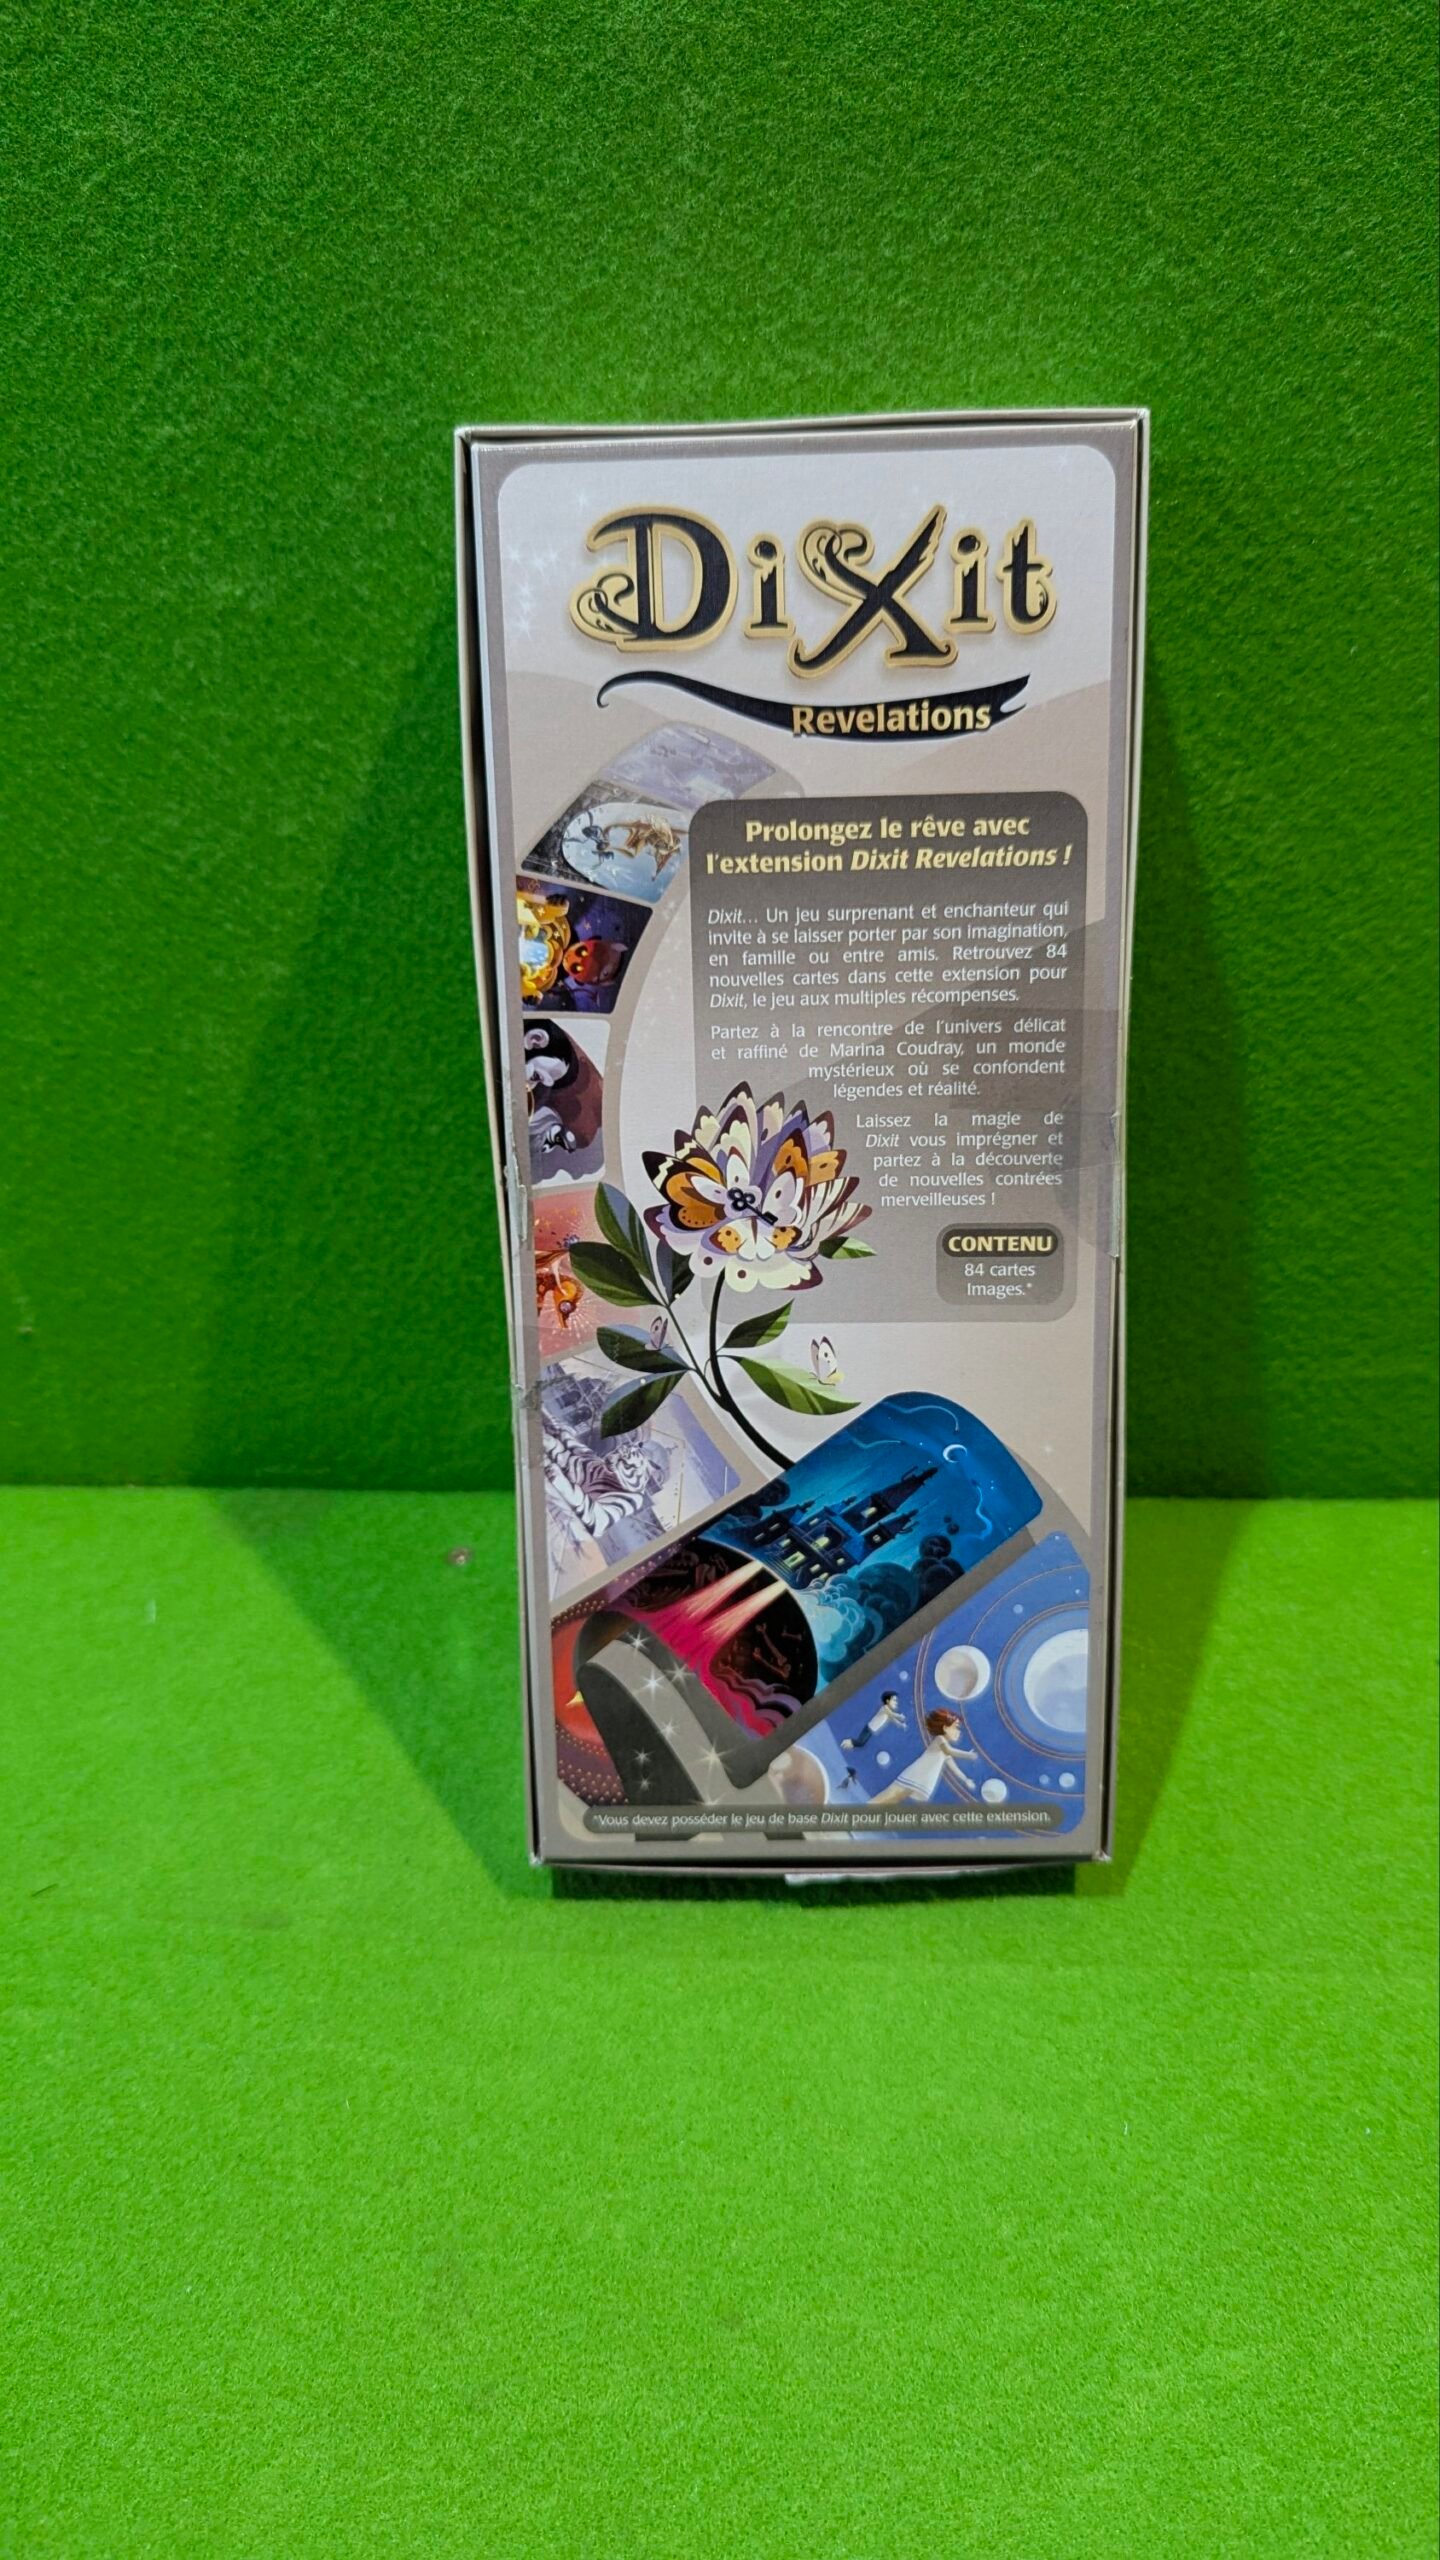 Dixit
Revelations
Prolongez le rêve avec
l'extension Dixit Revelations !
Dixit... Un jeu surprenant et enchanteur qui
invite à se laisser porter par son imagination,
en famille ou entre amis. Retrouvez 84
nouvelles cartes dans cette extension pour
Dixit, le jeu aux multiples récompenses.
Partez à la rencontre de l'univers délicat
et raffiné de Marina Coudray, un monde
mystérieux où se confondent
légendes et réalité.
Laissez la magie de
Dixit vous imprégner et
partez à la découverte
de nouvelles contrées
merveilleuses !
CONTENU
84 cartes
Images.*
*Vous devez posséder le jeu de base Dixit pour jouer avec cette extension.